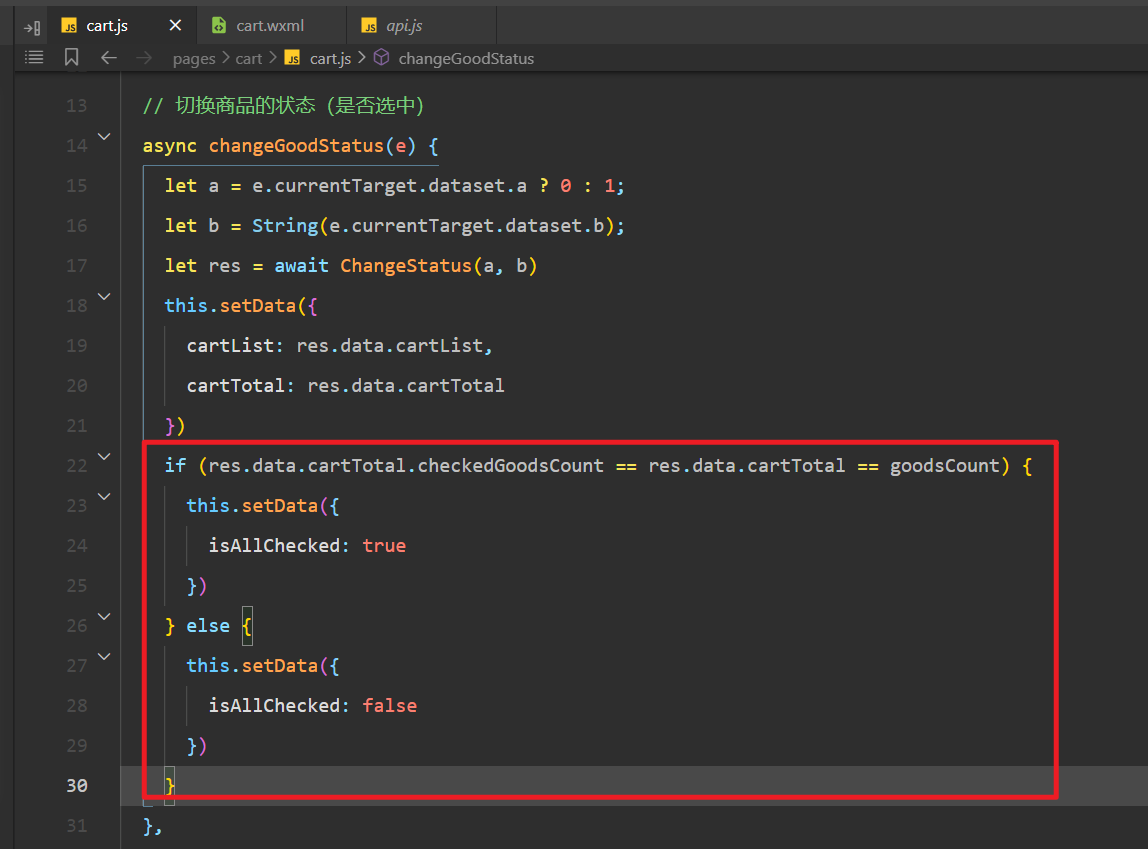 JS cart.js × cart.wxml JS api.js
pages > cart > JS cart.js > changeGoodStatus
13 // 切换商品的状态（是否选中）
14 async changeGoodStatus(e) {
15 let a = e.currentTarget.dataset.a ? 0 : 1;
16 let b = String(e.currentTarget.dataset.b);
17 let res = await ChangeStatus(a, b)
18 this.setData({
19 cartList: res.data.cartList,
20 cartTotal: res.data.cartTotal
21 })
22 if (res.data.cartTotal.checkedGoodsCount == res.data.cartTotal == goodsCount) {
23 this.setData({
24 isAllChecked: true
25 })
26 } else {
27 this.setData({
28 isAllChecked: false
29 })
30 }
31 },